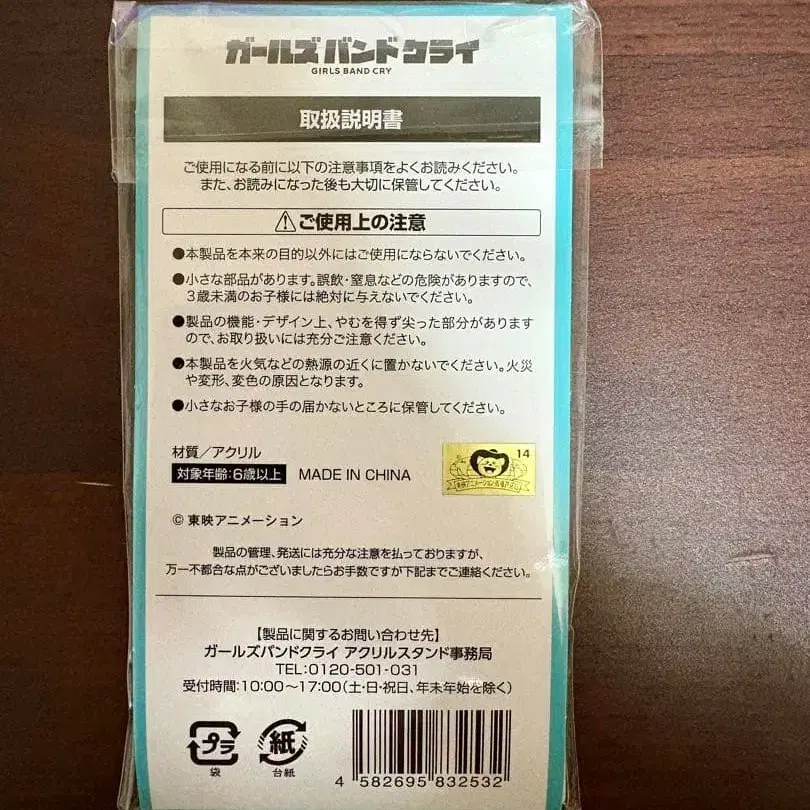 ガールズバンドクライ
GIRLS BAND CRY
取扱説明書
ご使用になる前に以下の注意事項をよくお読みください。
また、お読みになった後も大切に保管してください。
⚠ご使用上の注意
●本製品を本来の目的以外にはご使用にならないでください。
●小さな部品があります。誤飲・窒息などの危険がありますので、
3歳未満のお子様には絶対に与えないでください。
●製品の機能・デザイン上、やむを得ず尖った部分があります
ので、お取り扱いには充分ご注意ください。
●本製品を火気などの熱源の近くに置かないでください。火災
や変形、変色の原因となります。
●小さなお子様の手の届かないところに保管してください。
材質／アクリル
対象年齢:6歳以上 MADE IN CHINA
14
© 東映アニメーション
製品の管理、発送には充分な注意を払っておりますが、
万一不都合な点がございましたらお手数ですが下記までご連絡ください。
【製品に関するお問い合わせ先】
ガールズバンドクライ アクリルスタンド事務局
TEL:0120-501-031
受付時間:10:00〜17:00(土・日・祝日、年末年始を除く)
プラ 紙
袋 台紙
4 582695 832532